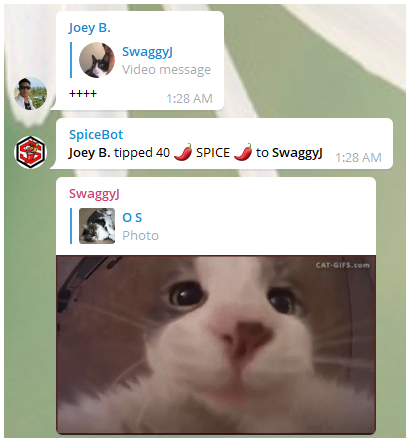 Joey B.
SwaggyJ
Video message
++++
1:28 AM
SpiceBot
Joey B. tipped 40 🌶️ SPICE 🌶️ to SwaggyJ
1:28 AM
SwaggyJ
O S
Photo
CAT-GIFS.com